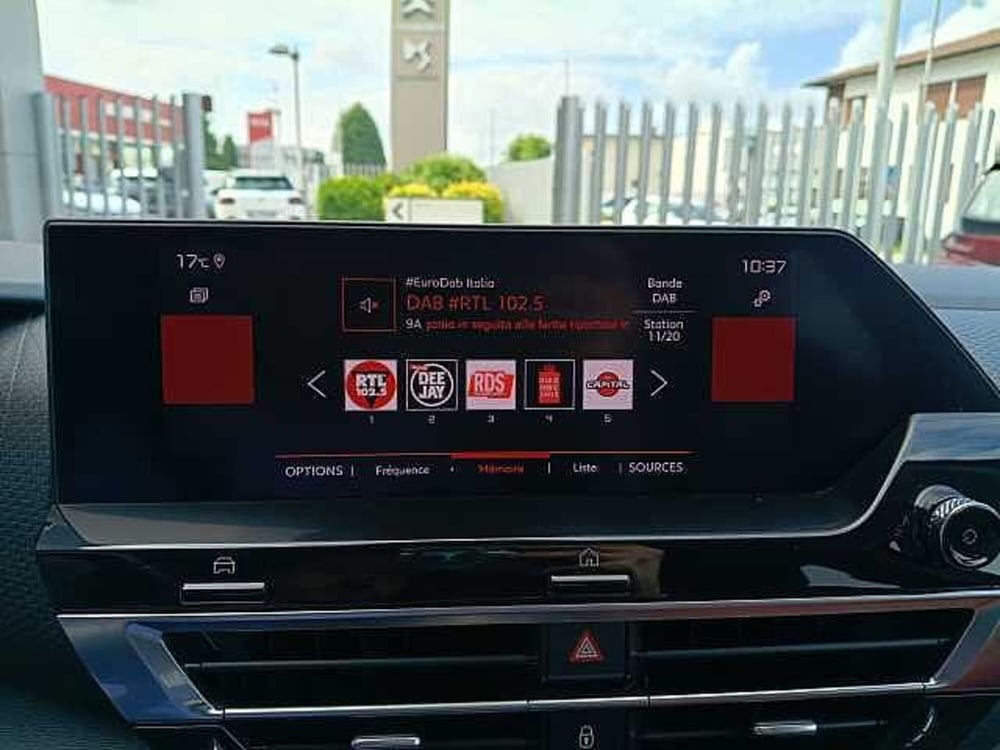 17°C
10:37
#EuroDab Italia
DAB #RTL 102.5
9A
Bande
DAB
Station
11/20
RTL
102.5
DEE
JAY
RDS
CAPITAL
1
2
3
4
5
OPTIONS
Fréquence
Mémoire
Liste
SOURCES